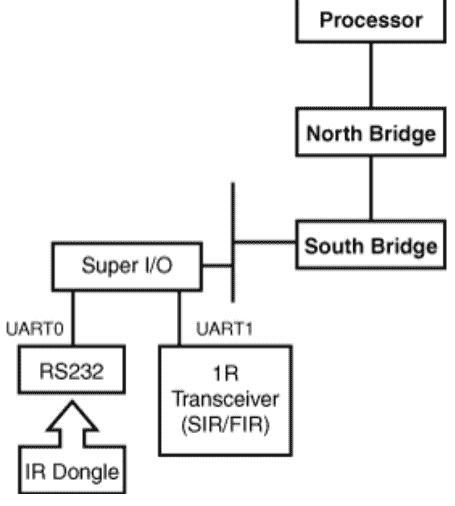 Processor
North Bridge
South Bridge
Super I/O
UART0
UART1
RS232
1R
Transceiver
(SIR/FIR)
IR Dongle